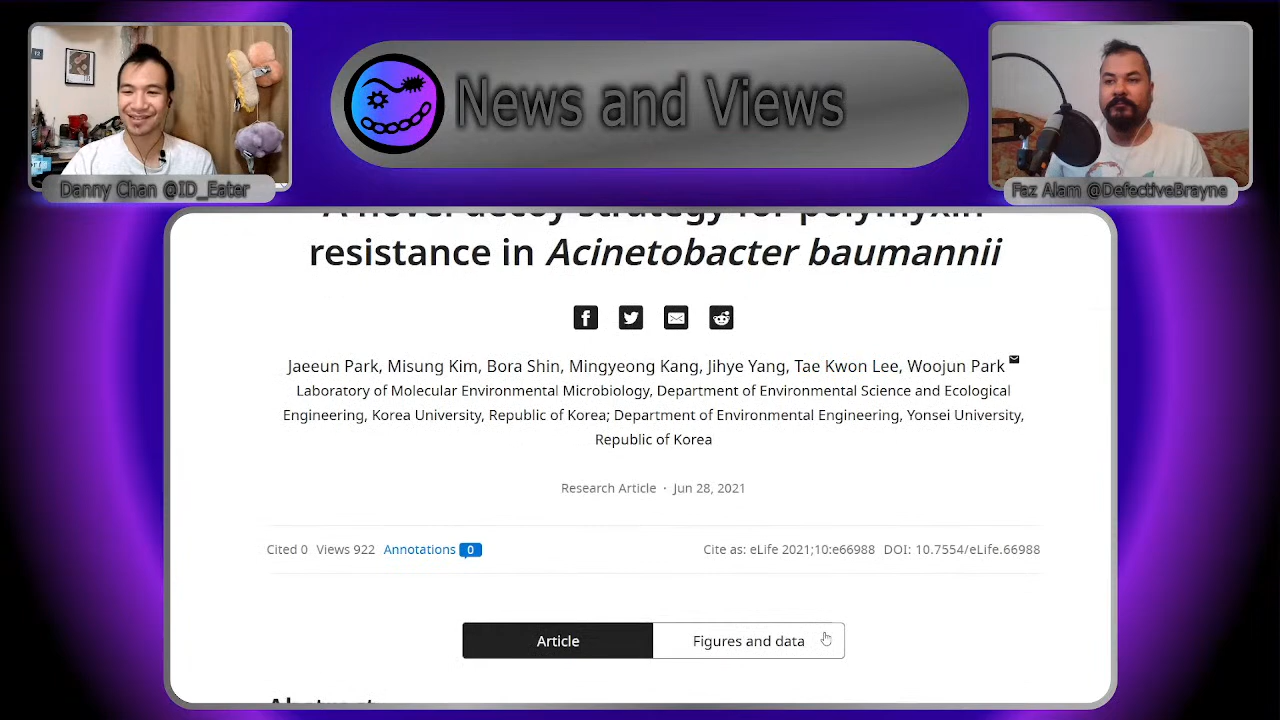 News and Views
Danny Chan @ID_Eater
Faz Alam @DefectiveBrayne
A novel decoy strategy for polymyxin
resistance in Acinetobacter baumannii
Jaeeun Park, Misung Kim, Bora Shin, Mingyeong Kang, Jihye Yang, Tae Kwon Lee, Woojun Park
Laboratory of Molecular Environmental Microbiology, Department of Environmental Science and Ecological
Engineering, Korea University, Republic of Korea; Department of Environmental Engineering, Yonsei University,
Republic of Korea
Research Article · Jun 28, 2021
Cited 0 Views 922 Annotations 0 Cite as: eLife 2021;10:e66988 DOI: 10.7554/eLife.66988
Article Figures and data
Abstract